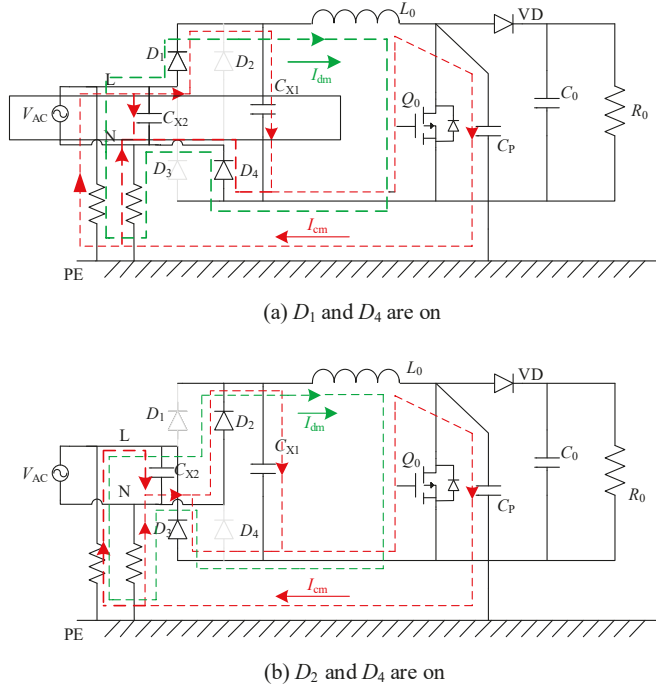 L0
VD
D1
D2
Idm
L
CX1
VAC
CX2
Q0
C0
R0
N
CP
D3
D4
Icm
PE
(a) D1 and D4 are on
L0
VD
D1
D2
Idm
L
CX1
CX2
VAC
Q0
C0
R0
N
CP
D3
D4
Icm
PE
(b) D2 and D4 are on